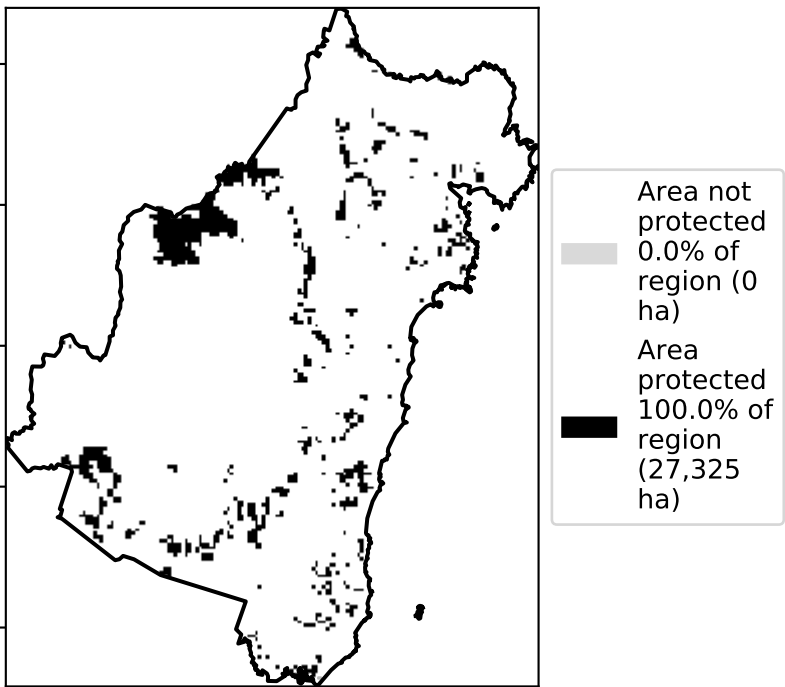 Area not
protected
0.0% of
region (0
ha)
Area
protected
100.0% of
region
(27,325
ha)